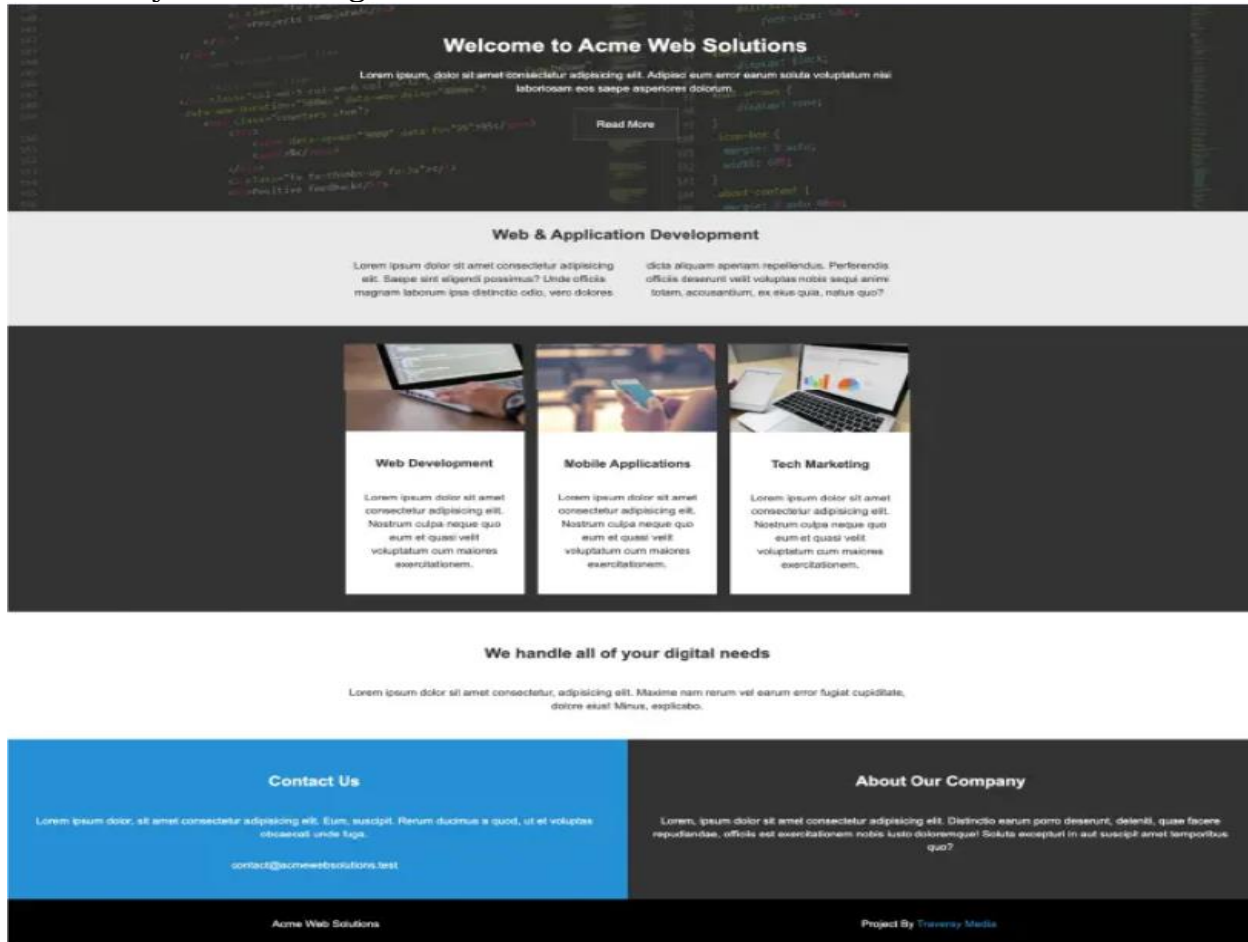 Welcome to Acme Web Solutions
Lorem ipsum, dolor sit amet consectetur adipisicing elit. Adipisci eum error earum soluta voluptatum nisi
laboriosam eos saepe asperiores dolorum.
Read More
Web & Application Development
Lorem ipsum dolor sit amet consectetur adipisicing
elit. Saepe sint eligendi possimus? Unde officiis
magnam laborum ipsa distinctio odio, vero dolores
dicta aliquam aperiam repellendus. Perferendis
officiis deserunt velit voluptas nobis sequi animi
totam, accusantium, ex eius quia, natus quo?
Web Development
Lorem ipsum dolor sit amet
consectetur adipisicing elit.
Nostrum culpa neque quo
eum et quasi velit
voluptatum cum maiores
exercitationem.
Mobile Applications
Lorem ipsum dolor sit amet
consectetur adipisicing elit.
Nostrum culpa neque quo
eum et quasi velit
voluptatum cum maiores
exercitationem.
Tech Marketing
Lorem ipsum dolor sit amet
consectetur adipisicing elit.
Nostrum culpa neque quo
eum et quasi velit
voluptatum cum maiores
exercitationem.
We handle all of your digital needs
Lorem ipsum dolor sit amet consectetur, adipisicing elit. Maxime nam rerum vel earum error fugiat cupiditate,
dolore eius! Minus, explicabo.
Contact Us
Lorem ipsum dolor, sit amet consectetur adipisicing elit. Eum, suscipit. Rerum ducimus a quod, ut et voluptas
obcaecati unde fuga.
contact@acmewebsolutions.test
About Our Company
Lorem, ipsum dolor sit amet consectetur adipisicing elit. Distinctio earum porro deserunt, deleniti, quae facere
repudiandae, officiis est exercitationem nobis iusto doloremque! Soluta excepturi in aut suscipit amet temporibus
quo?
Acme Web Solutions
Project By Traversy Media